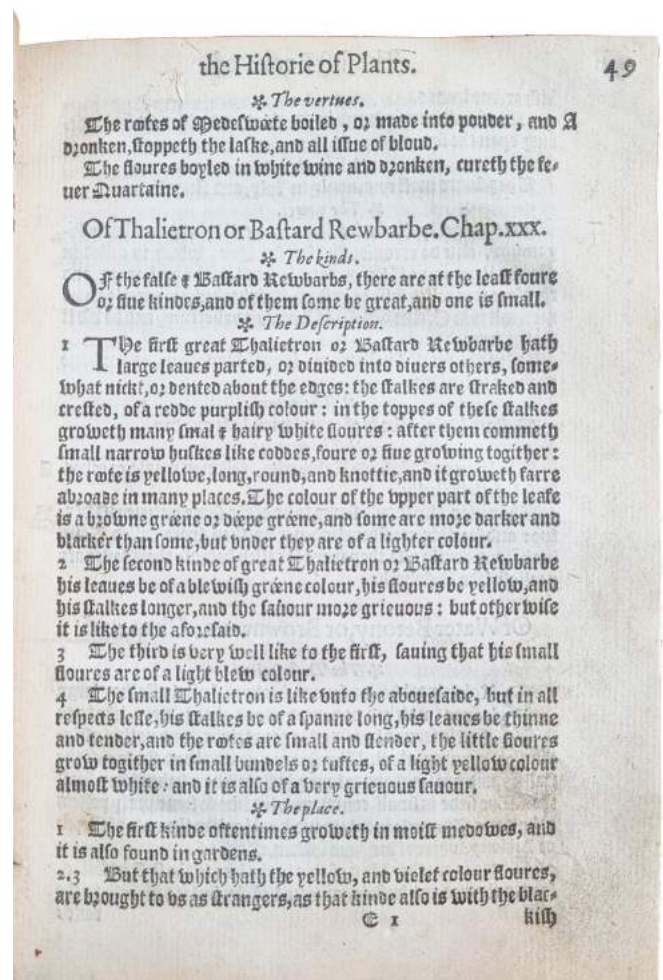 the Hiſtorie of Plants. 49
✻ The vertues.
The rootes of Medeſweete boiled, or made into pouder, and A
dronken, ſtoppeth the laſke, and all iſſue of bloud.
The floures boyled in white wine and dronken, cureth the fe-
uer Quartaine.
Of Thalietron or Baſtard Rewbarbe. Chap.xxx.
✻ The kinds.
OF the falſe & Baſtard Rewbarbs, there are at the leaſt foure
or fiue kindes, and of them ſome be great, and one is ſmall.
✻ The Deſcription.
1 THe firſt great Thalietron or Baſtard Rewbarbe hath
large leaues parted, or diuided into diuers others, ſome-
what nickt, or dented about the edges: the ſtalkes are ſtraked and
creſted, of a redde purpliſh colour: in the toppes of theſe ſtalkes
groweth many ſmal & hairy white floures: after them commeth
ſmall narrow huſkes like coddes, foure or fiue growing togither:
the roote is yellowe, long, round, and knottie, and it groweth farre
abroade in many places. The colour of the vpper part of the leafe
is a browne greene or deepe greene, and ſome are more darker and
blacker than ſome, but vnder they are of a lighter colour.
2 The ſecond kinde of great Thalietron or Baſtard Rewbarbe
his leaues be of a blewiſh greene colour, his floures be yellow, and
his ſtalkes longer, and the ſauour more grieuous: but otherwiſe
it is like to the aforeſaid.
3 The third is very well like to the firſt, ſauing that his ſmall
floures are of a light blew colour.
4 The ſmall Thalietron is like vnto the aboueſaide, but in all
reſpects leſſe, his ſtalkes be of a ſpanne long, his leaues be thinne
and tender, and the rootes are ſmall and ſlender, the little floures
grow togither in ſmall bundels or tuftes, of a light yellow colour
almoſt white: and it is alſo of a very grieuous ſauour.
✻ The place.
1 The firſt kinde oftentimes groweth in moiſt medowes, and
it is alſo found in gardens.
2.3 But that which hath the yellow, and violet colour floures,
are brought to vs as ſtrangers, as that kinde alſo is with the blac-
E 1 kiſh